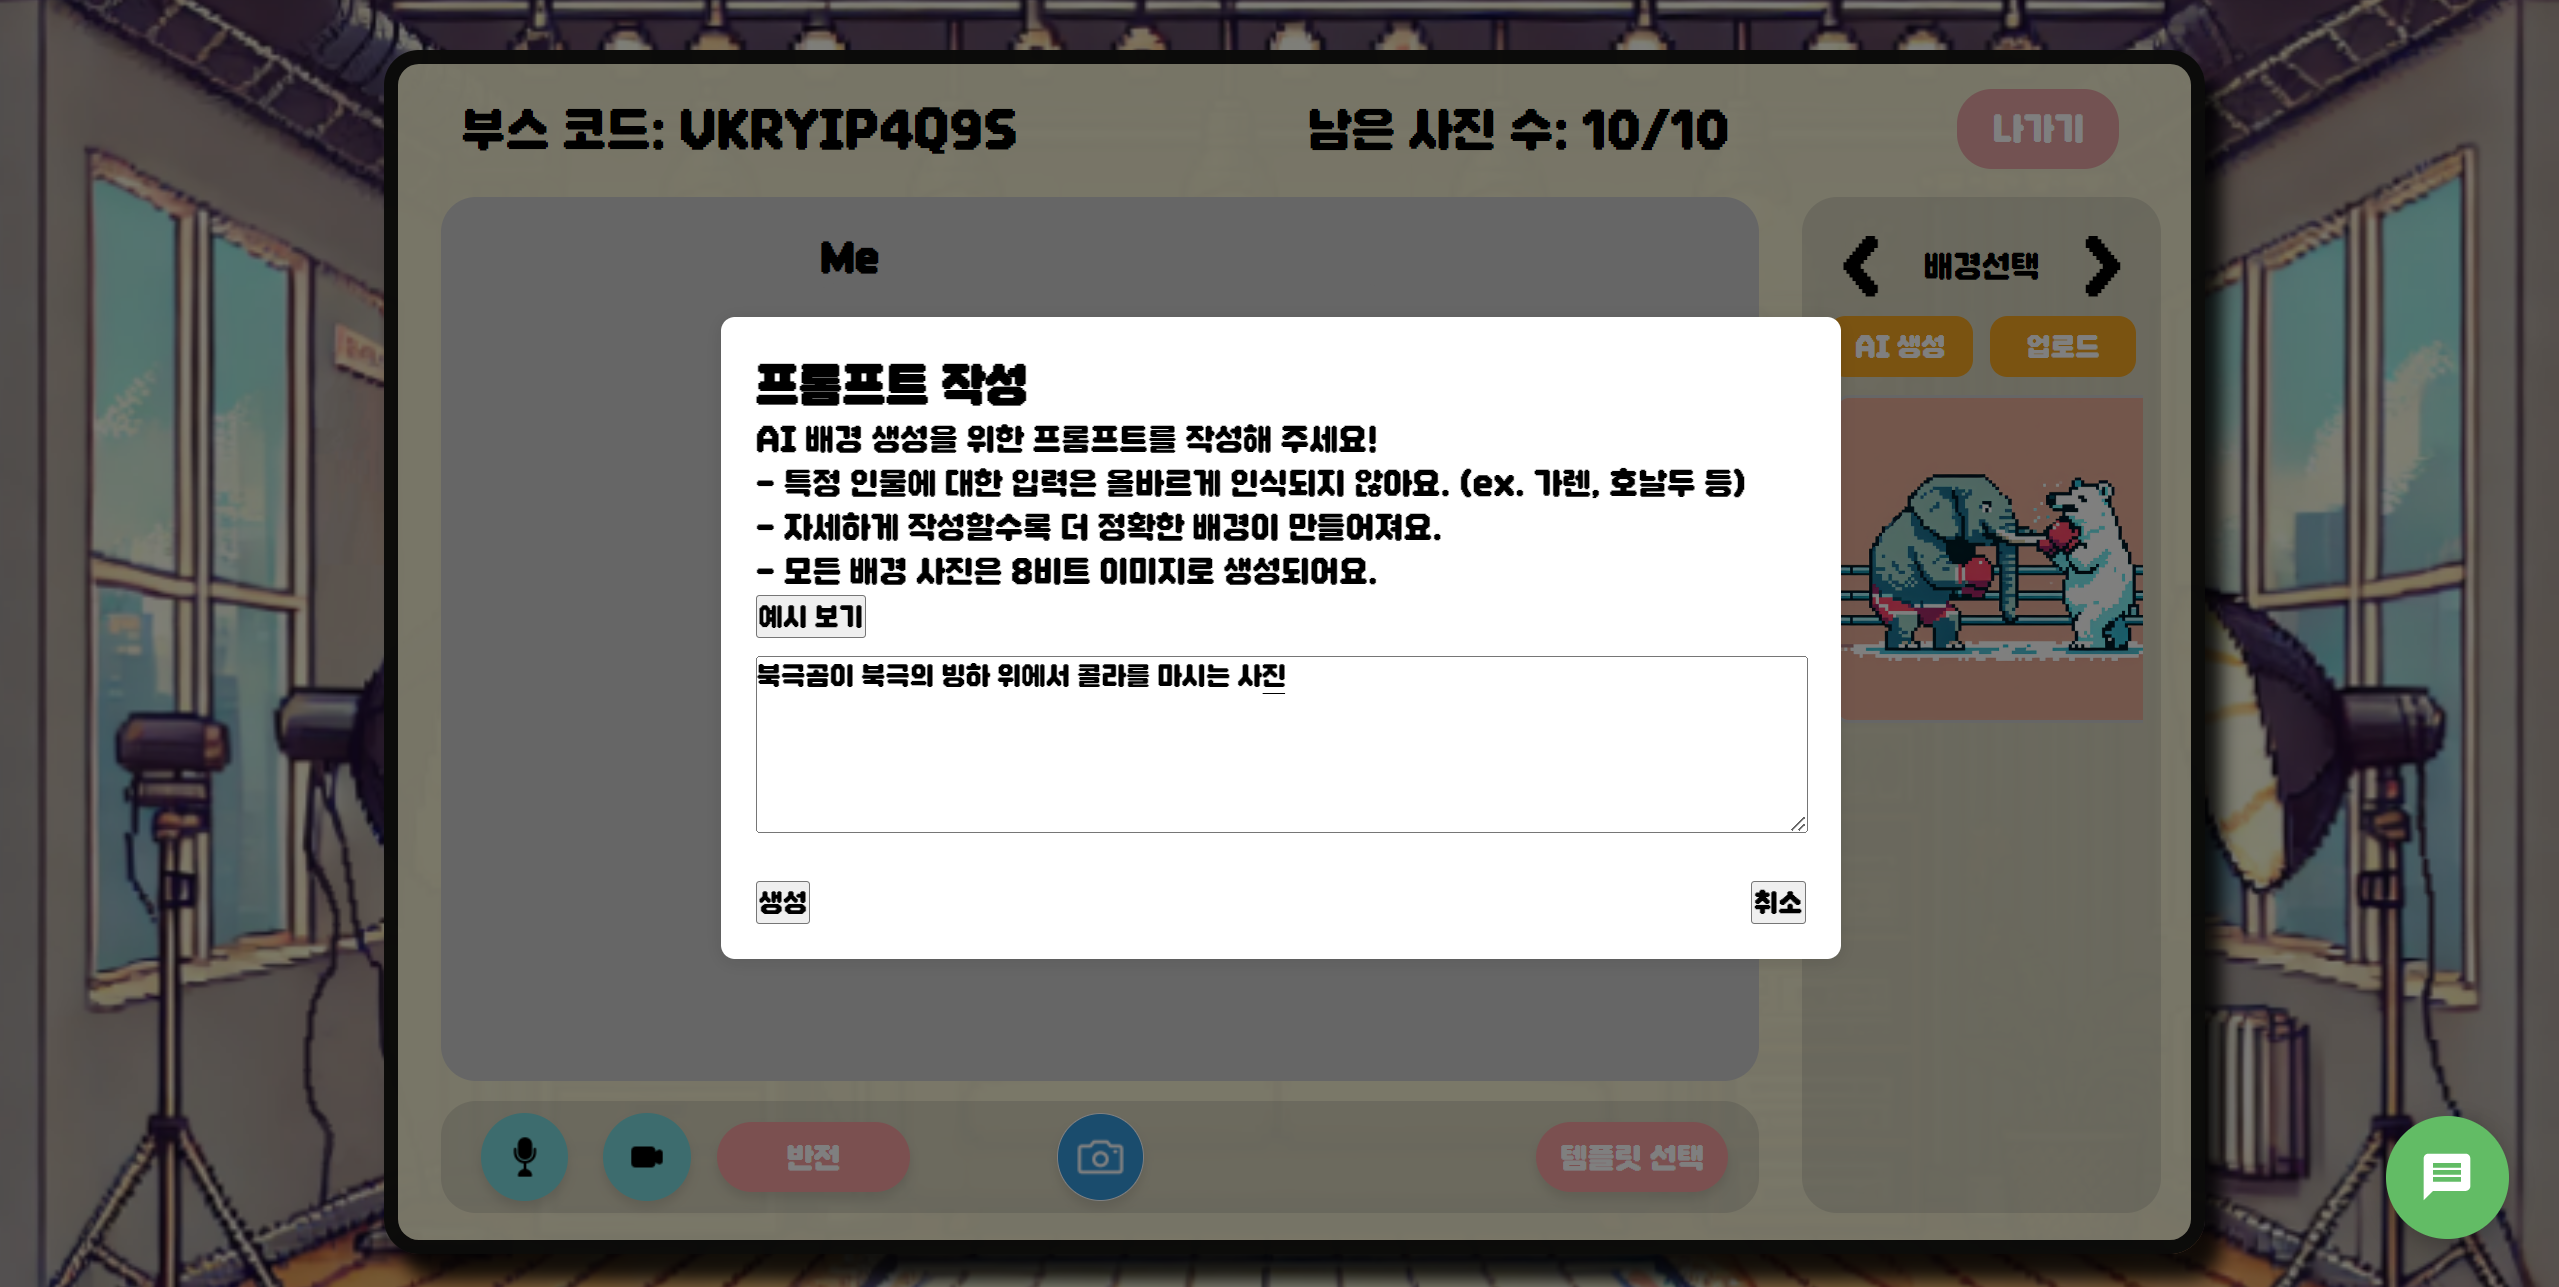 부스 코드: VKRYIP4Q9S
남은 사진 수: 10/10
나가기
Me
배경선택
AI 생성
업로드
프롬프트 작성
AI 배경 생성을 위한 프롬프트를 작성해 주세요!
- 특정 인물에 대한 입력은 올바르게 인식되지 않아요. (ex. 가렌, 호날두 등)
- 자세하게 작성할수록 더 정확한 배경이 만들어져요.
- 모든 배경 사진은 8비트 이미지로 생성되어요.
예시 보기
북극곰이 북극의 빙하 위에서 콜라를 마시는 사진
생성
취소
반전
템플릿 선택